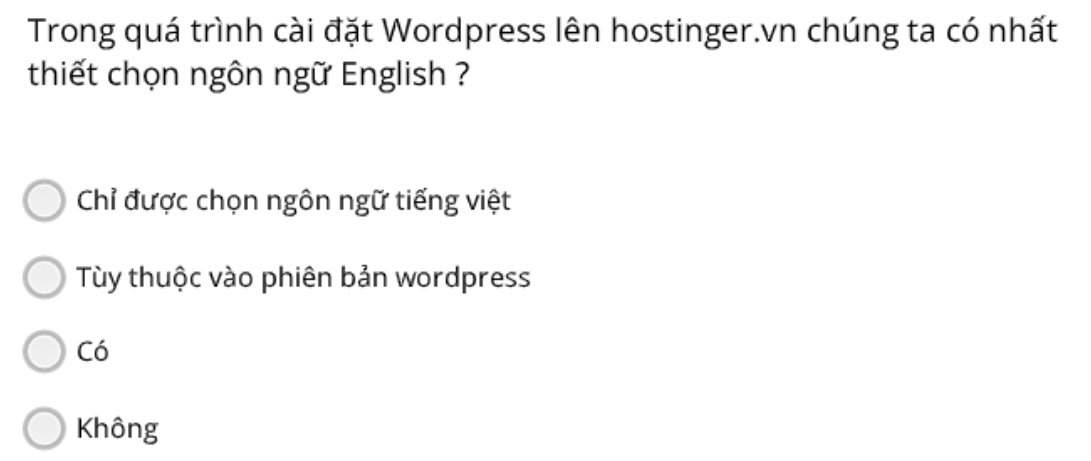 Trong quá trình cài đặt Wordpress lên hostinger.vn chúng ta có nhất
thiết chọn ngôn ngữ English ?
Chỉ được chọn ngôn ngữ tiếng việt
Tùy thuộc vào phiên bản wordpress
Có
Không